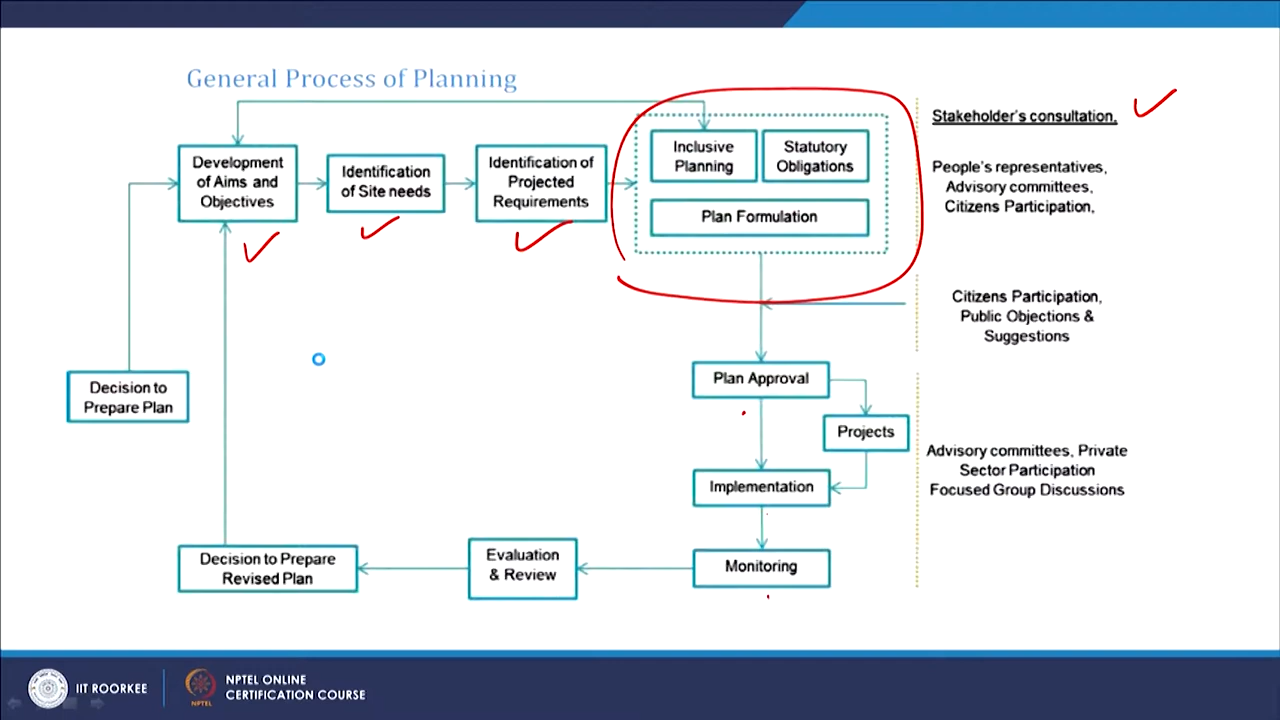 General Process of Planning
Development
of Aims and
Objectives
Identification
of Site needs
Identification of
Projected
Requirements
Inclusive
Planning
Statutory
Obligations
Plan Formulation
Stakeholder's consultation,
People's representatives,
Advisory committees,
Citizens Participation,
Citizens Participation,
Public Objections &
Suggestions
Decision to
Prepare Plan
Plan Approval
Projects
Implementation
Advisory committees, Private
Sector Participation
Focused Group Discussions
Monitoring
Evaluation
& Review
Decision to Prepare
Revised Plan
IIT ROORKEE
NPTEL
NPTEL ONLINE
CERTIFICATION COURSE